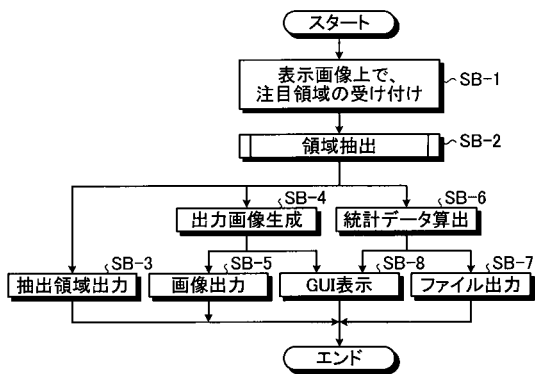 スタート
表示画像上で、
注目領域の受け付け
SB-1
領域抽出
SB-2
SB-4
出力画像生成
SB-6
統計データ算出
SB-3
抽出領域出力
SB-5
画像出力
SB-8
GUI表示
SB-7
ファイル出力
エンド